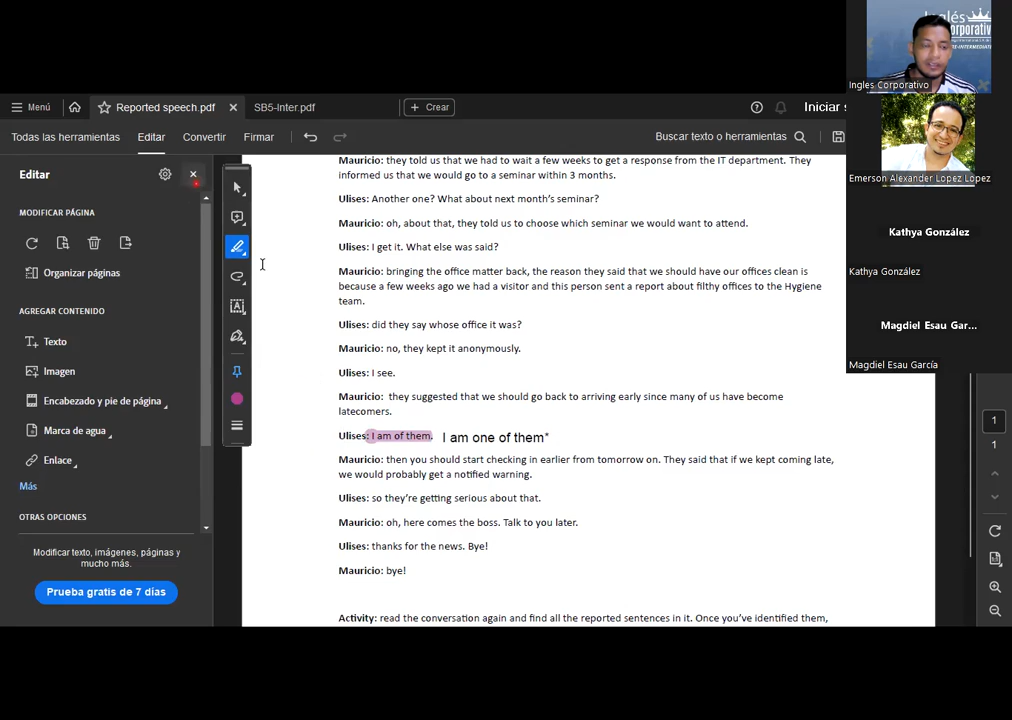 Inglés
orporativo
PRE-INTERMEDIATE
Ingles Corporativo
Menú
Reported speech.pdf
SB5-Inter.pdf
Crear
Iniciar s
Todas las herramientas
Editar
Convertir
Firmar
Buscar texto o herramientas
Emerson Alexander Lopez Lopez
Editar
MODIFICAR PÁGINA
Organizar páginas
AGREGAR CONTENIDO
Texto
Imagen
Encabezado y pie de página
Marca de agua
Enlace
Más
OTRAS OPCIONES
Modificar texto, imágenes, páginas y
mucho más.
Prueba gratis de 7 días
Mauricio: they told us that we had to wait a few weeks to get a response from the IT department. They
informed us that we would go to a seminar within 3 months.
Ulises: Another one? What about next month's seminar?
Mauricio: oh, about that, they told us to choose which seminar we would want to attend.
Ulises: I get it. What else was said?
Mauricio: bringing the office matter back, the reason they said that we should have our offices clean is
because a few weeks ago we had a visitor and this person sent a report about filthy offices to the Hygiene
team.
Ulises: did they say whose office it was?
Mauricio: no, they kept it anonymously.
Ulises: I see.
Mauricio: they suggested that we should go back to arriving early since many of us have become
latecomers.
Ulises: I am of them. I am one of them*
Mauricio: then you should start checking in earlier from tomorrow on. They said that if we kept coming late,
we would probably get a notified warning.
Ulises: so they're getting serious about that.
Mauricio: oh, here comes the boss. Talk to you later.
Ulises: thanks for the news. Bye!
Mauricio: bye!
Activity: read the conversation again and find all the reported sentences in it. Once you've identified them,
Kathya González
Kathya González
Magdiel Esau Gar...
Magdiel Esau García
1
1